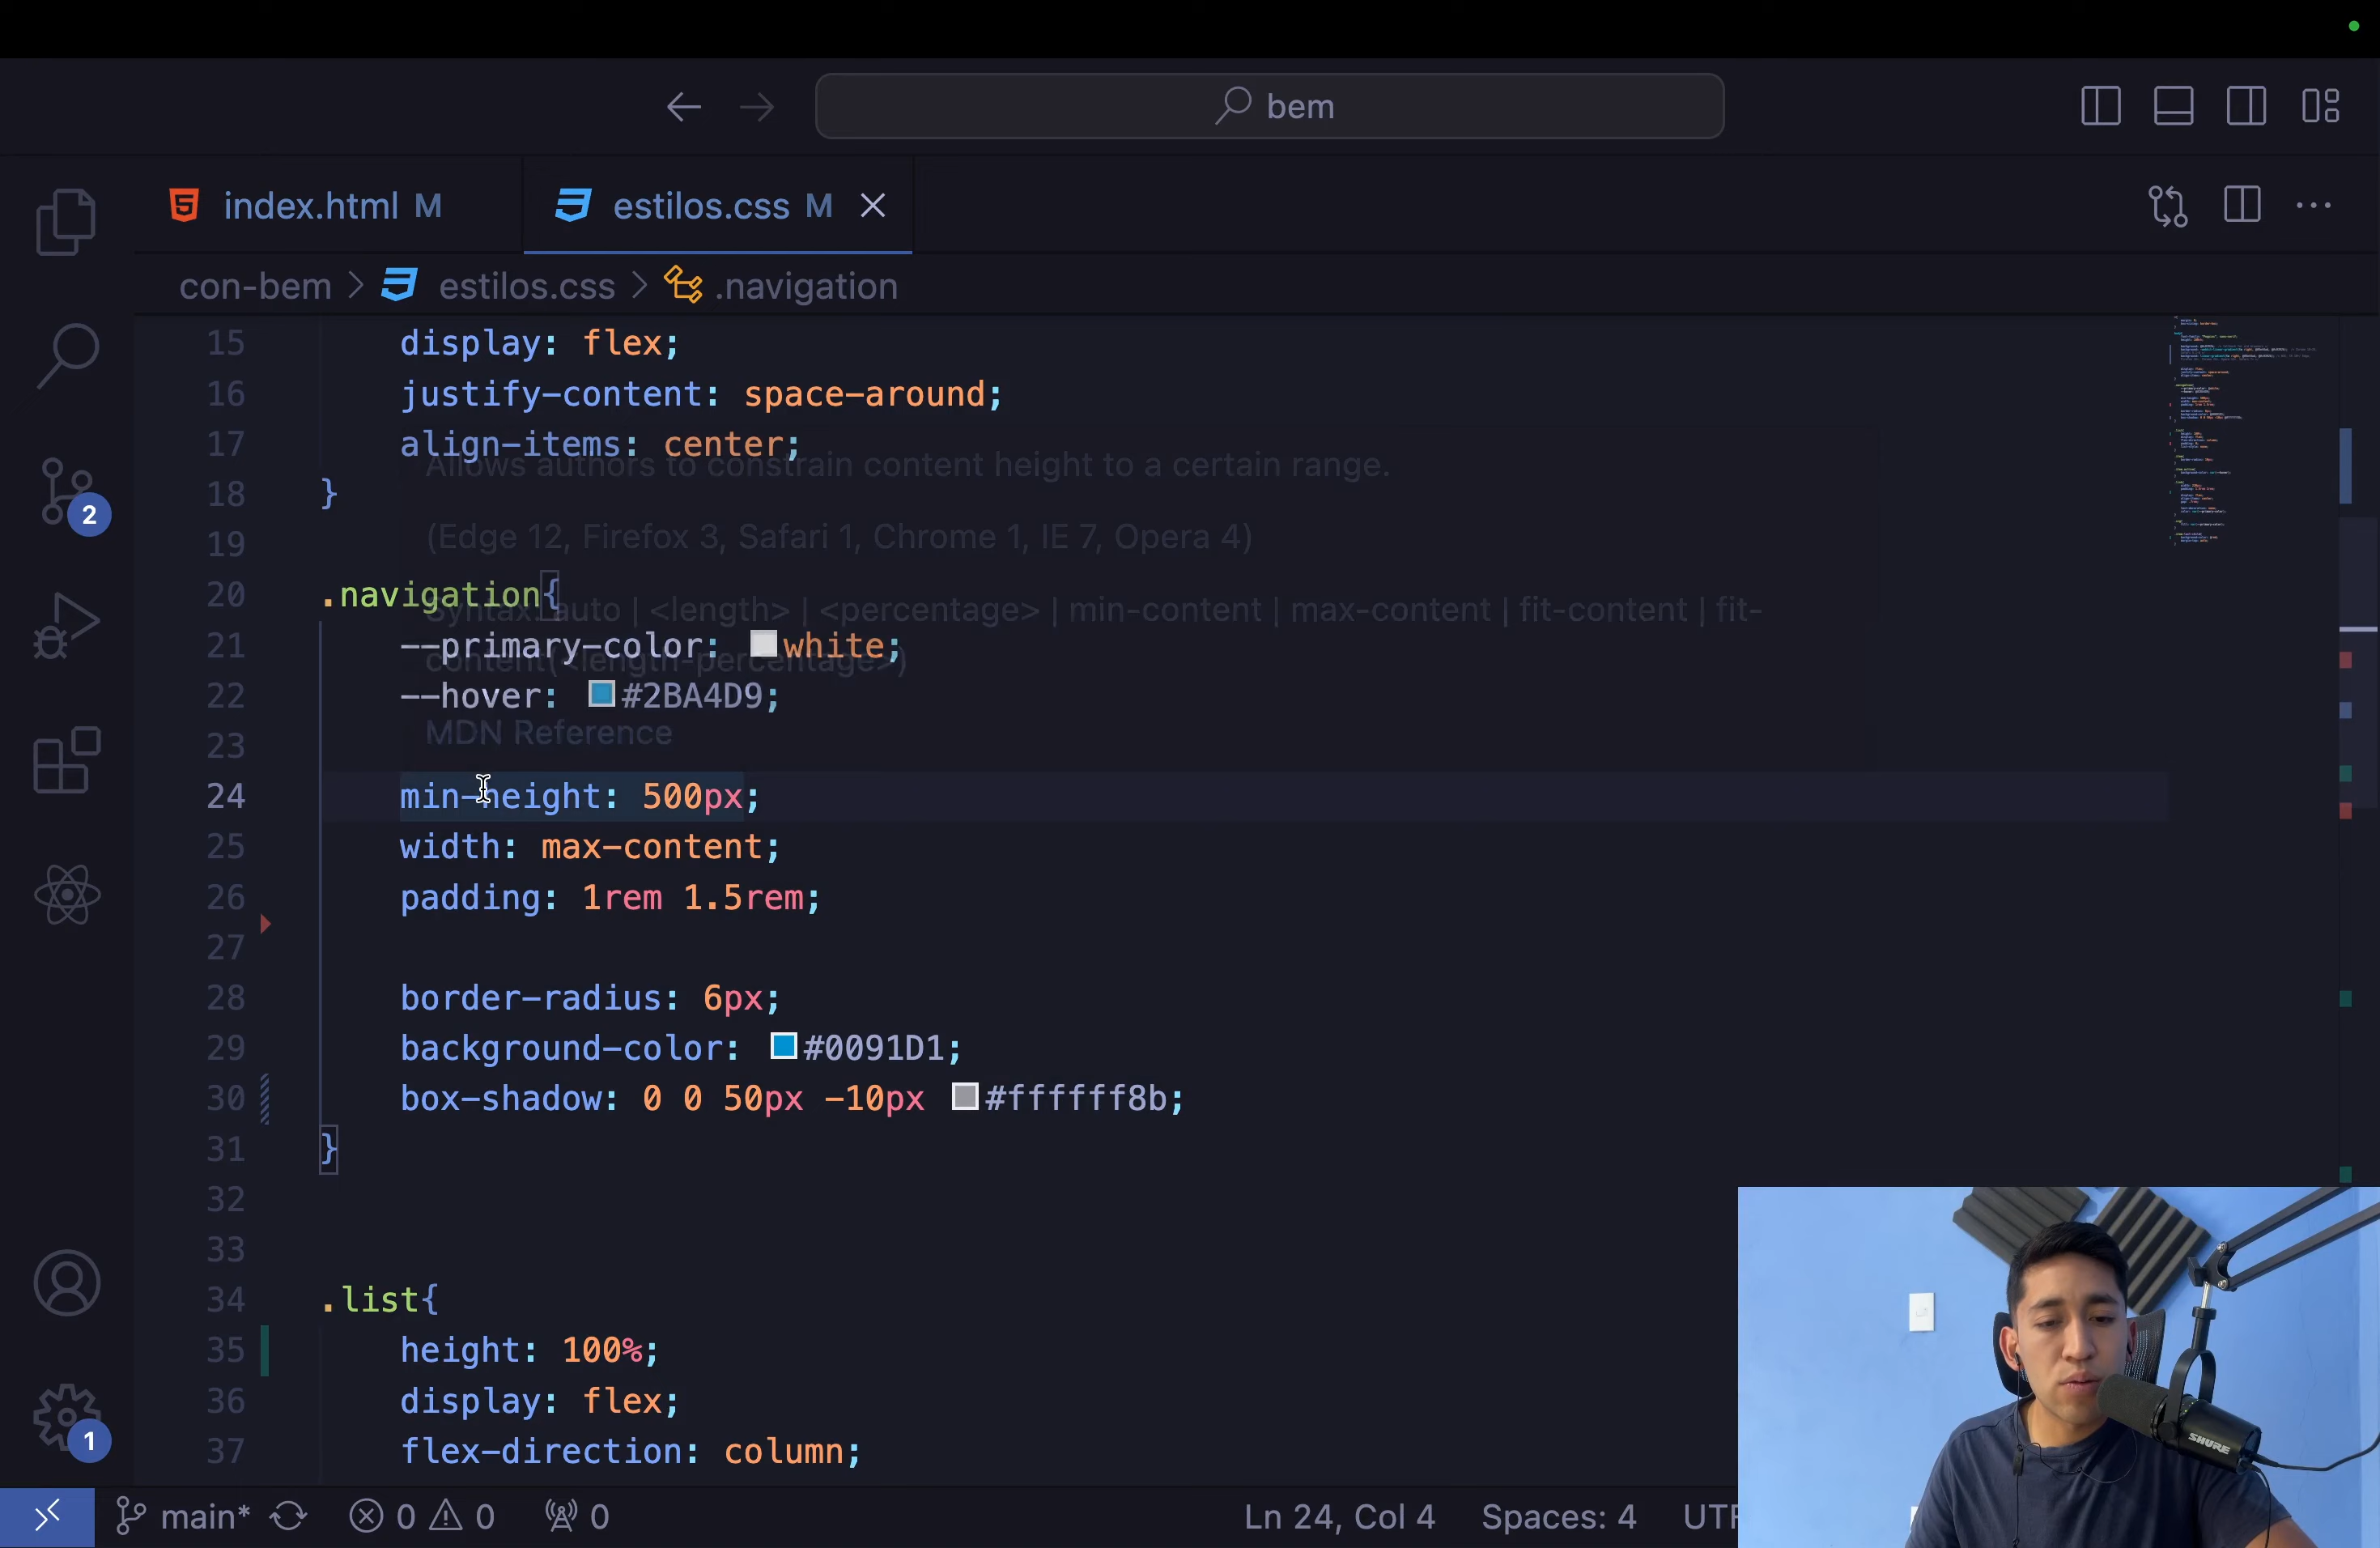 bem
index.html M
estilos.css M
con-bem > estilos.css > .navigation
15 display: flex;
16 justify-content: space-around;
17 align-items: center;
Allows authors to constrain content height to a certain range.
18 }
(Edge 12, Firefox 3, Safari 1, Chrome 1, IE 7, Opera 4)
19
20 .navigation{
Syntax: auto | <length> | <percentage> | min-content | max-content | fit-content | fit-
21 --primary-color: white;
content(<length-percentage>)
22 --hover: #2BA4D9;
MDN Reference
23
24 min-height: 500px;
25 width: max-content;
26 padding: 1rem 1.5rem;
27
28 border-radius: 6px;
29 background-color: #0091D1;
30 box-shadow: 0 0 50px -10px #ffffff8b;
31 }
32
33
34 .list{
35 height: 100%;
36 display: flex;
37 flex-direction: column;
2
1
main* 0 0 0 Ln 24, Col 4 Spaces: 4
SHURE